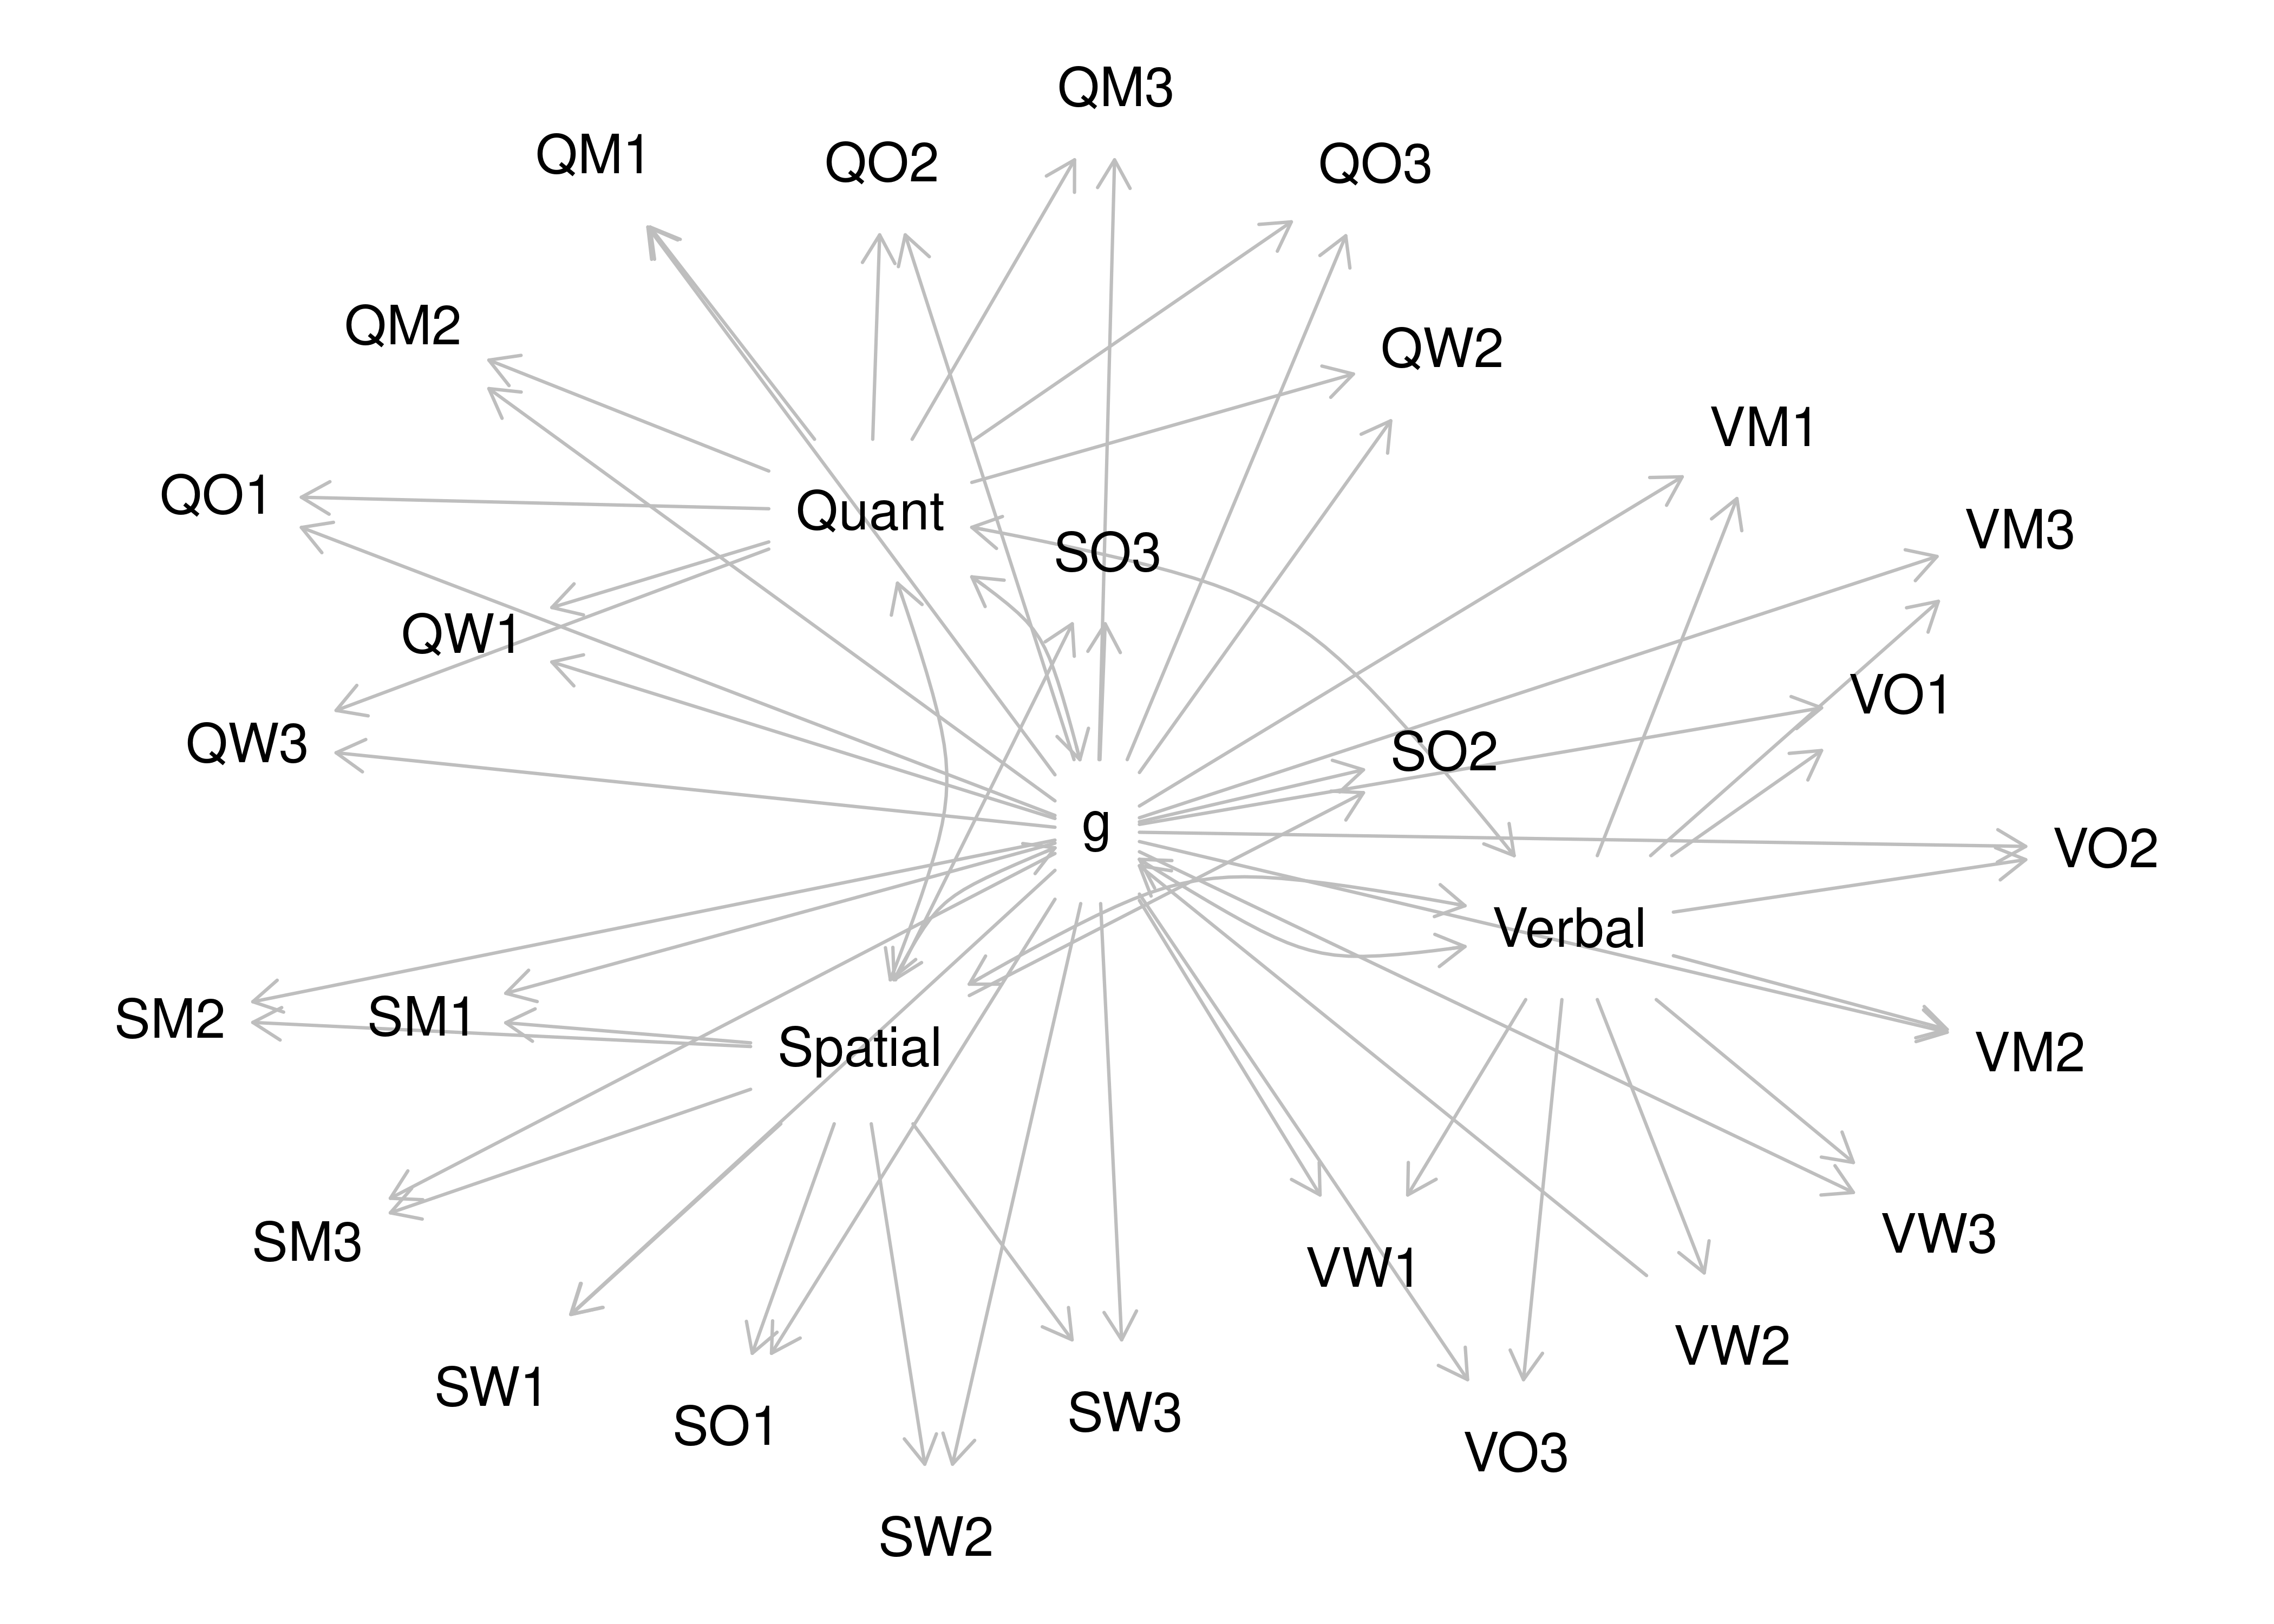 QM3
QM1
QO2
QO3
QM2
QW2
VM1
QO1
Quant
VM3
SO3
QW1
VO1
QW3
SO2
g
VO2
Verbal
SM2
SM1
Spatial
VM2
SM3
VW3
VW1
VW2
SW1
SO1
SW3
VO3
SW2